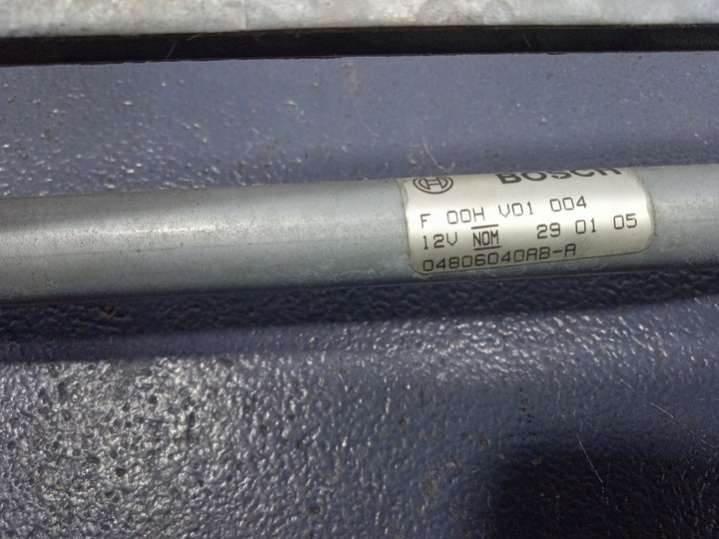 BOSCH
F 00H V01 004
12V NOM 29 01 05
04806040AB-A